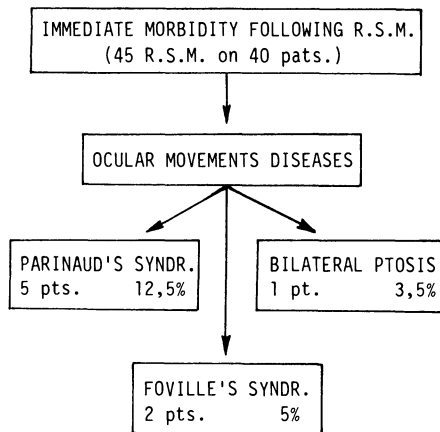 IMMEDIATE MORBIDITY FOLLOWING R.S.M.
(45 R.S.M. on 40 pats.)
OCULAR MOVEMENTS DISEASES
PARINAUD'S SYNDR.
5 pts. 12,5%
BILATERAL PTOSIS
1 pt. 3,5%
FOVILLE'S SYNDR.
2 pts. 5%